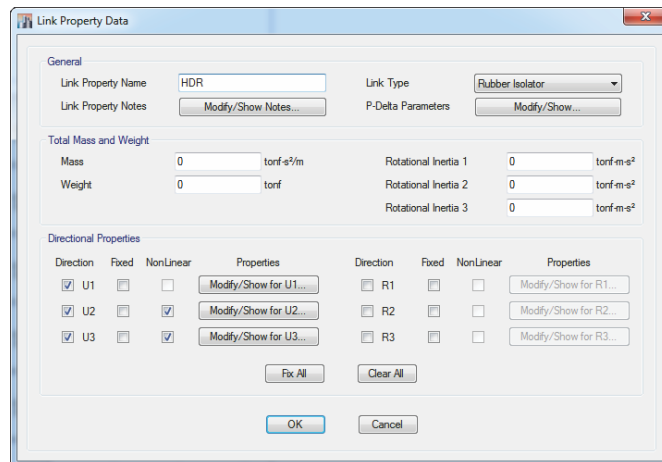 Link Property Data
General
Link Property Name HDR Link Type Rubber Isolator
Link Property Notes Modify/Show Notes... P-Delta Parameters Modify/Show...
Total Mass and Weight
Mass 0 tonf-s²/m Rotational Inertia 1 0 tonf-m-s²
Weight 0 tonf Rotational Inertia 2 0 tonf-m-s²
Rotational Inertia 3 0 tonf-m-s²
Directional Properties
Direction Fixed NonLinear Properties Direction Fixed NonLinear Properties
U1 Modify/Show for U1... R1 Modify/Show for R1...
U2 Modify/Show for U2... R2 Modify/Show for R2...
U3 Modify/Show for U3... R3 Modify/Show for R3...
Fix All Clear All
OK Cancel